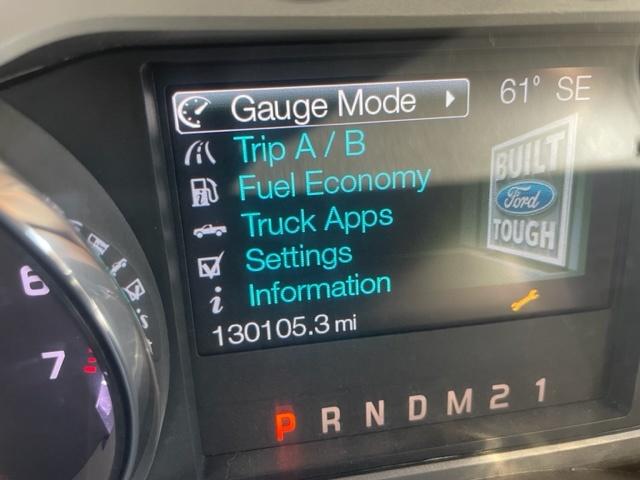 Gauge Mode
61° SE
Trip A / B
Fuel Economy
Truck Apps
Settings
Information
BUILT
Ford
TOUGH
130105.3 mi
P R N D M 2 1
6
7